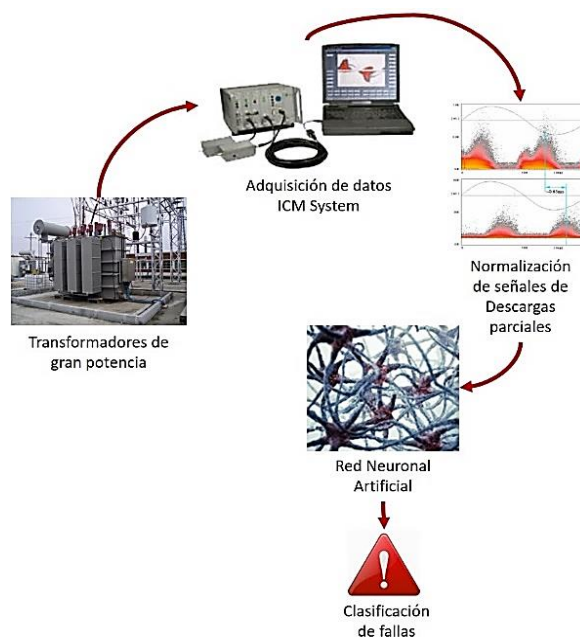 Adquisición de datos
ICM System
Transformadores de
gran potencia
Normalización
de señales de
Descargas
parciales
Red Neuronal
Artificial
Clasificación
de fallas